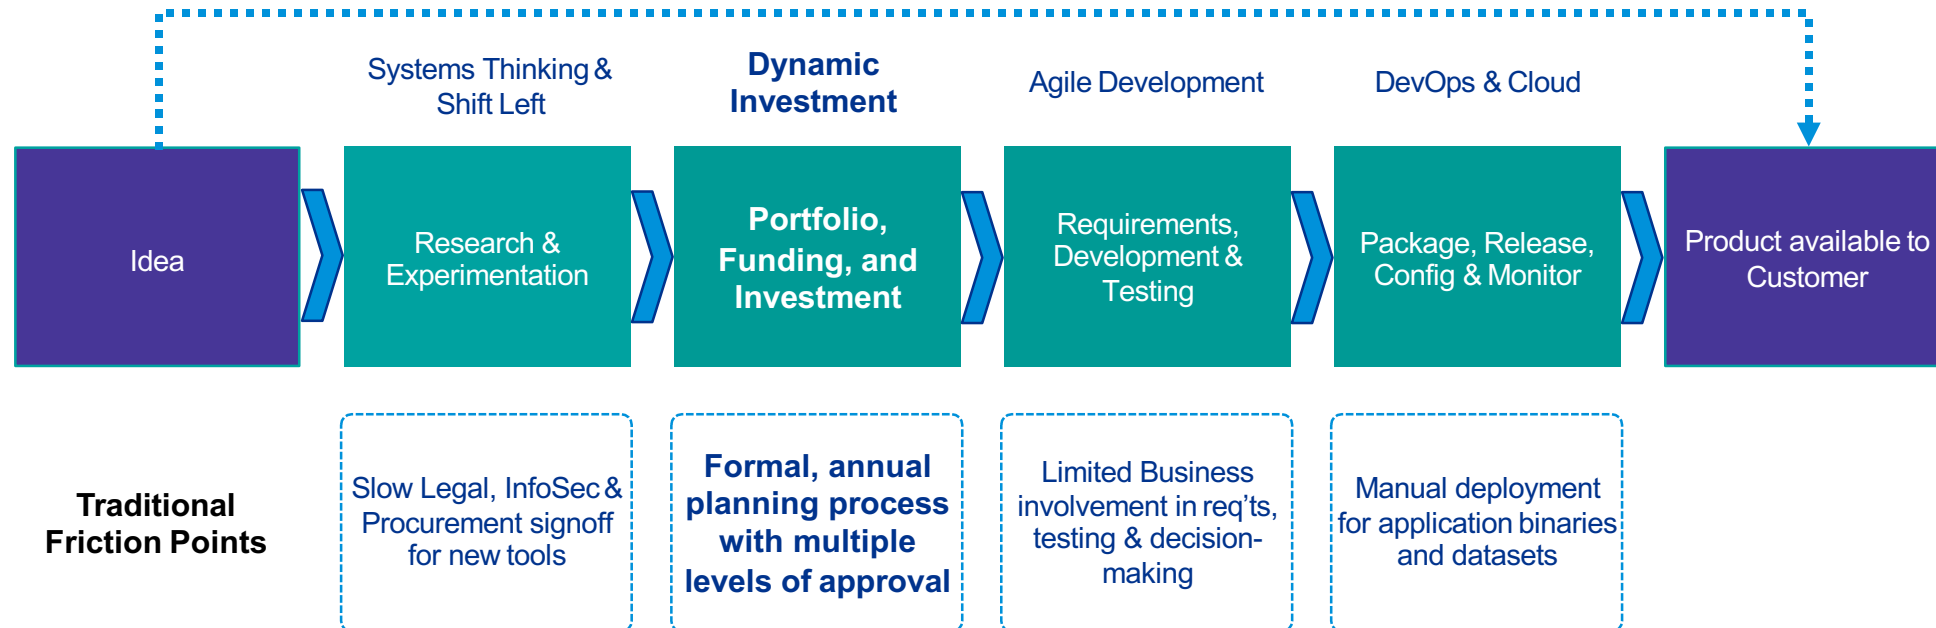 Systems Thinking &
Shift Left
Dynamic
Investment
Agile Development
DevOps & Cloud
Idea
Research &
Experimentation
Portfolio,
Funding, and
Investment
Requirements,
Development &
Testing
Package, Release,
Config & Monitor
Product available to
Customer
Traditional
Friction Points
Slow Legal, InfoSec &
Procurement signoff
for new tools
Formal, annual
planning process
with multiple
levels of approval
Limited Business
involvement in req’ts,
testing & decision-
making
Manual deployment
for application binaries
and datasets